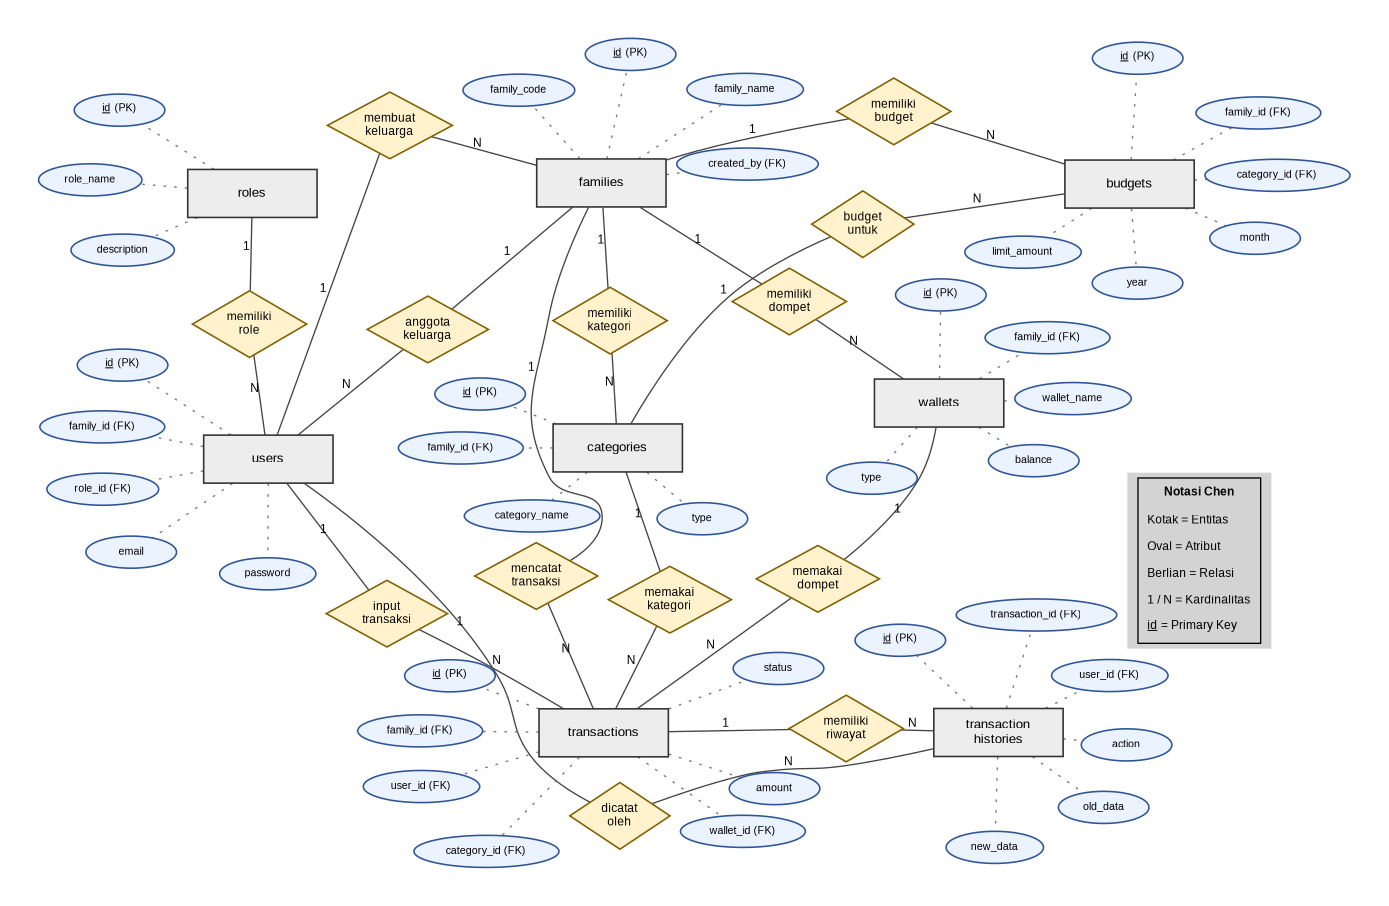 id (PK)
family_code
family_name
created_by (FK)
families
membuat
keluarga
N
1
memiliki
budget
1
N
id (PK)
family_id (FK)
category_id (FK)
month
year
limit_amount
budgets
budget
untuk
N
1
id (PK)
role_name
description
roles
1
memiliki
role
N
1
anggota
keluarga
N
1
memiliki
kategori
N
1
memiliki
dompet
N
id (PK)
family_id (FK)
wallet_name
balance
type
wallets
id (PK)
family_id (FK)
role_id (FK)
email
password
users
id (PK)
family_id (FK)
category_name
type
categories
1
mencatat
transaksi
N
1
memakai
kategori
N
1
memakai
dompet
N
1
input
transaksi
N
1
dicatat
oleh
N
id (PK)
family_id (FK)
user_id (FK)
category_id (FK)
wallet_id (FK)
amount
status
transactions
1
memiliki
riwayat
N
id (PK)
transaction_id (FK)
user_id (FK)
action
old_data
new_data
transaction
histories
Notasi Chen
Kotak = Entitas
Oval = Atribut
Berlian = Relasi
1 / N = Kardinalitas
id = Primary Key